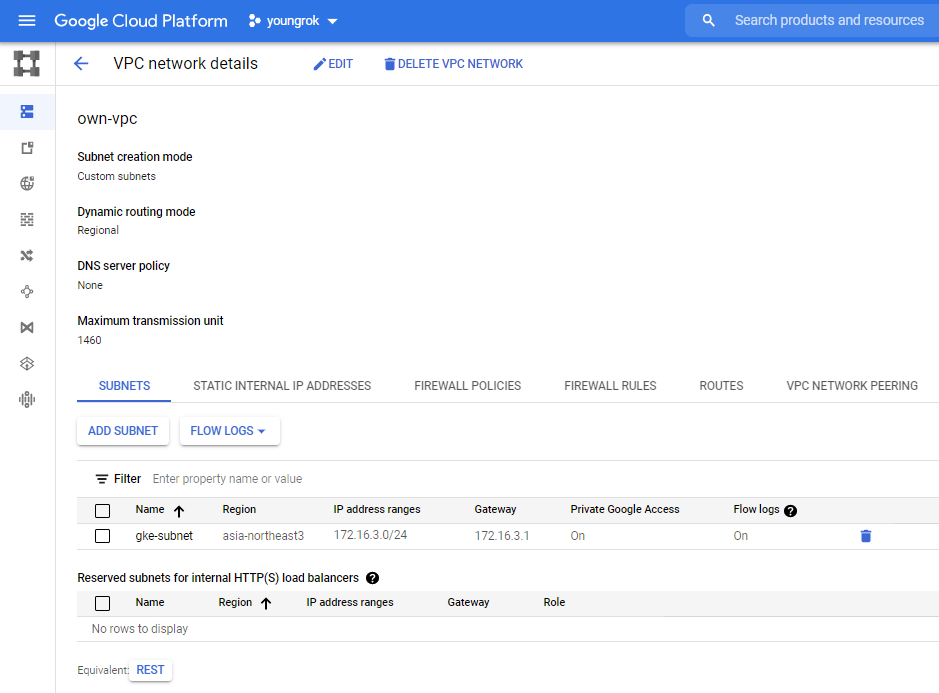 Google Cloud Platform youngrok Search products and resources
VPC network details EDIT DELETE VPC NETWORK
own-vpc
Subnet creation mode
Custom subnets
Dynamic routing mode
Regional
DNS server policy
None
Maximum transmission unit
1460
SUBNETS STATIC INTERNAL IP ADDRESSES FIREWALL POLICIES FIREWALL RULES ROUTES VPC NETWORK PEERING
ADD SUBNET FLOW LOGS
Filter Enter property name or value
Name Region IP address ranges Gateway Private Google Access Flow logs
gke-subnet asia-northeast3 172.16.3.0/24 172.16.3.1 On On
Reserved subnets for internal HTTP(S) load balancers
Name Region IP address ranges Gateway Role
No rows to display
Equivalent: REST